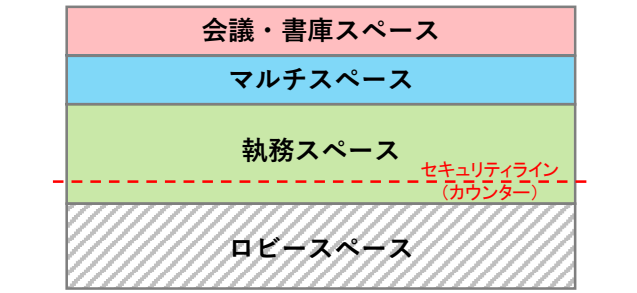 会議・書庫スペース
マルチスペース
執務スペース
セキュリティライン
（カウンター）
ロビースペース